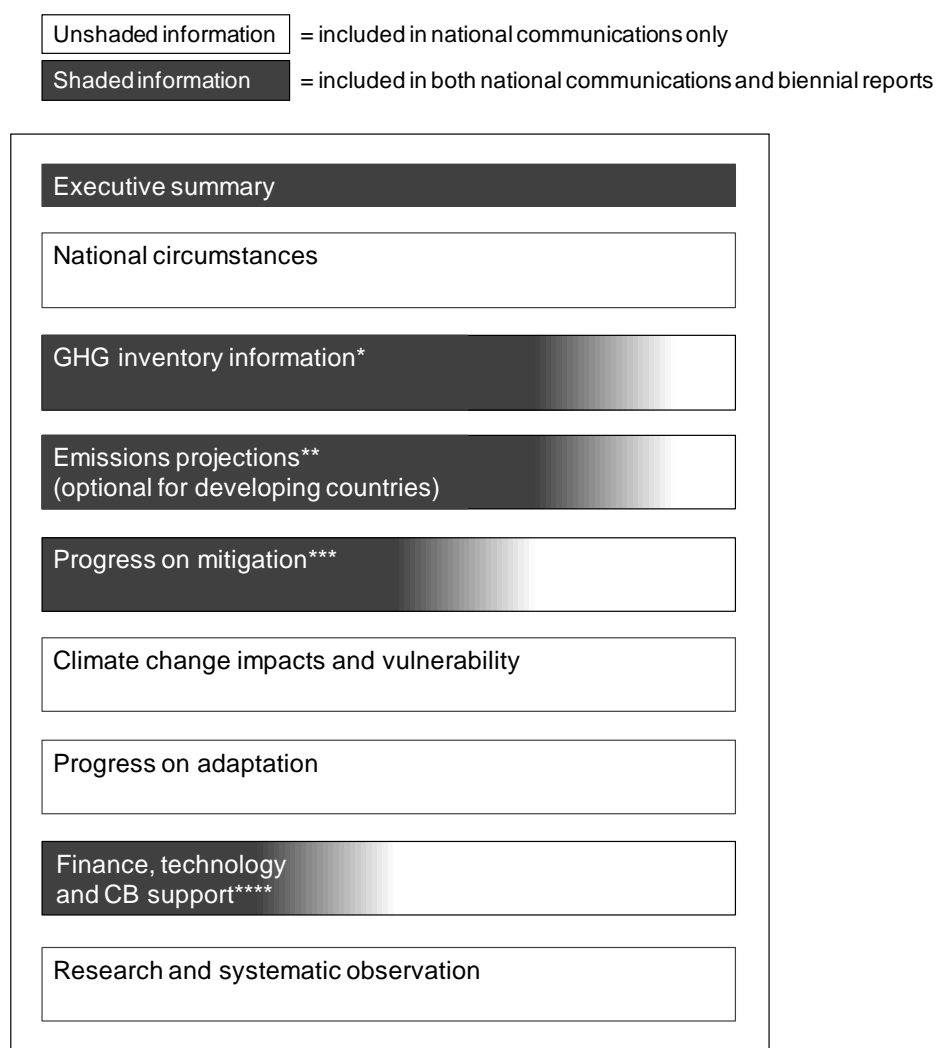 Unshaded information = included in national communications only
Shaded information = included in both national communications and biennial reports
Executive summary
National circumstances
GHG inventory information*
Emissions projections**
(optional for developing countries)
Progress on mitigation***
Climate change impacts and vulnerability
Progress on adaptation
Finance, technology
and CB support****
Research and systematic observation